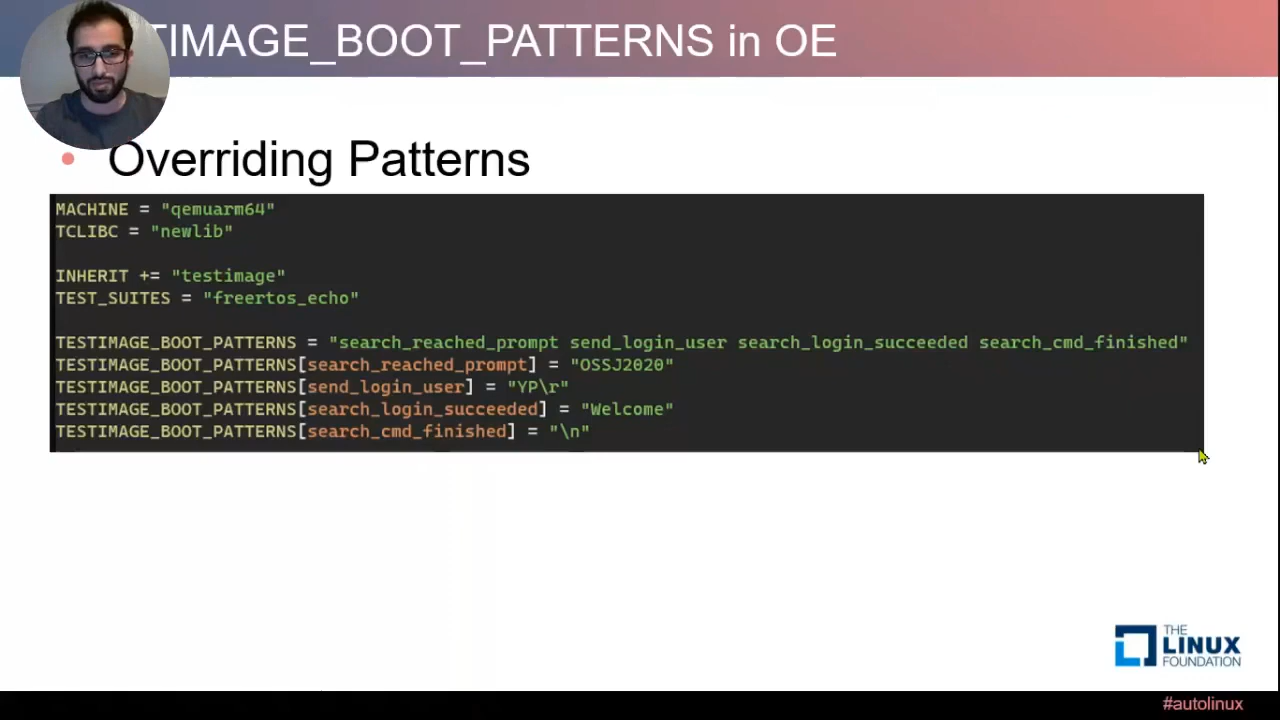 TIMAGE_BOOT_PATTERNS in OE
• Overriding Patterns
MACHINE = "qemuarm64"
TCLIBC = "newlib"
INHERIT += "testimage"
TEST_SUITES = "freertos_echo"
TESTIMAGE_BOOT_PATTERNS = "search_reached_prompt send_login_user search_login_succeeded search_cmd_finished"
TESTIMAGE_BOOT_PATTERNS[search_reached_prompt] = "OSSJ2020"
TESTIMAGE_BOOT_PATTERNS[send_login_user] = "YP\r"
TESTIMAGE_BOOT_PATTERNS[search_login_succeeded] = "Welcome"
TESTIMAGE_BOOT_PATTERNS[search_cmd_finished] = "\n"
THE
LINUX
FOUNDATION
#autolinux